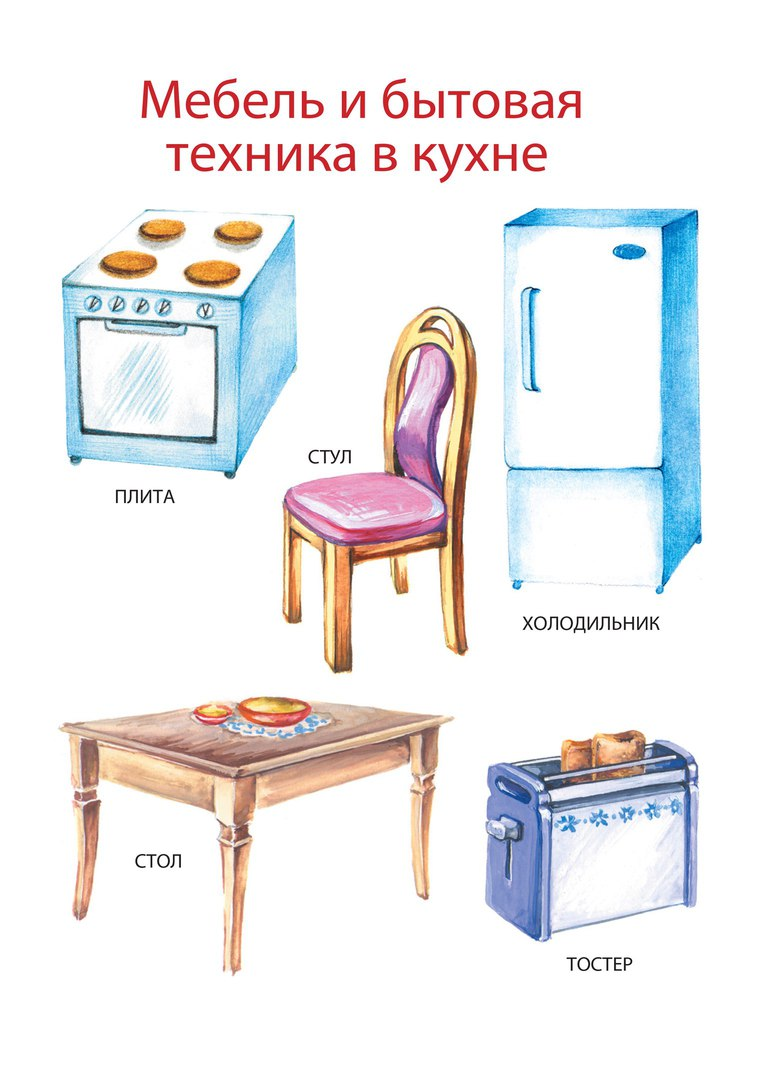 Мебель и бытовая
техника в кухне
СТУЛ
ПЛИТА
ХОЛОДИЛЬНИК
СТОЛ
ТОСТЕР